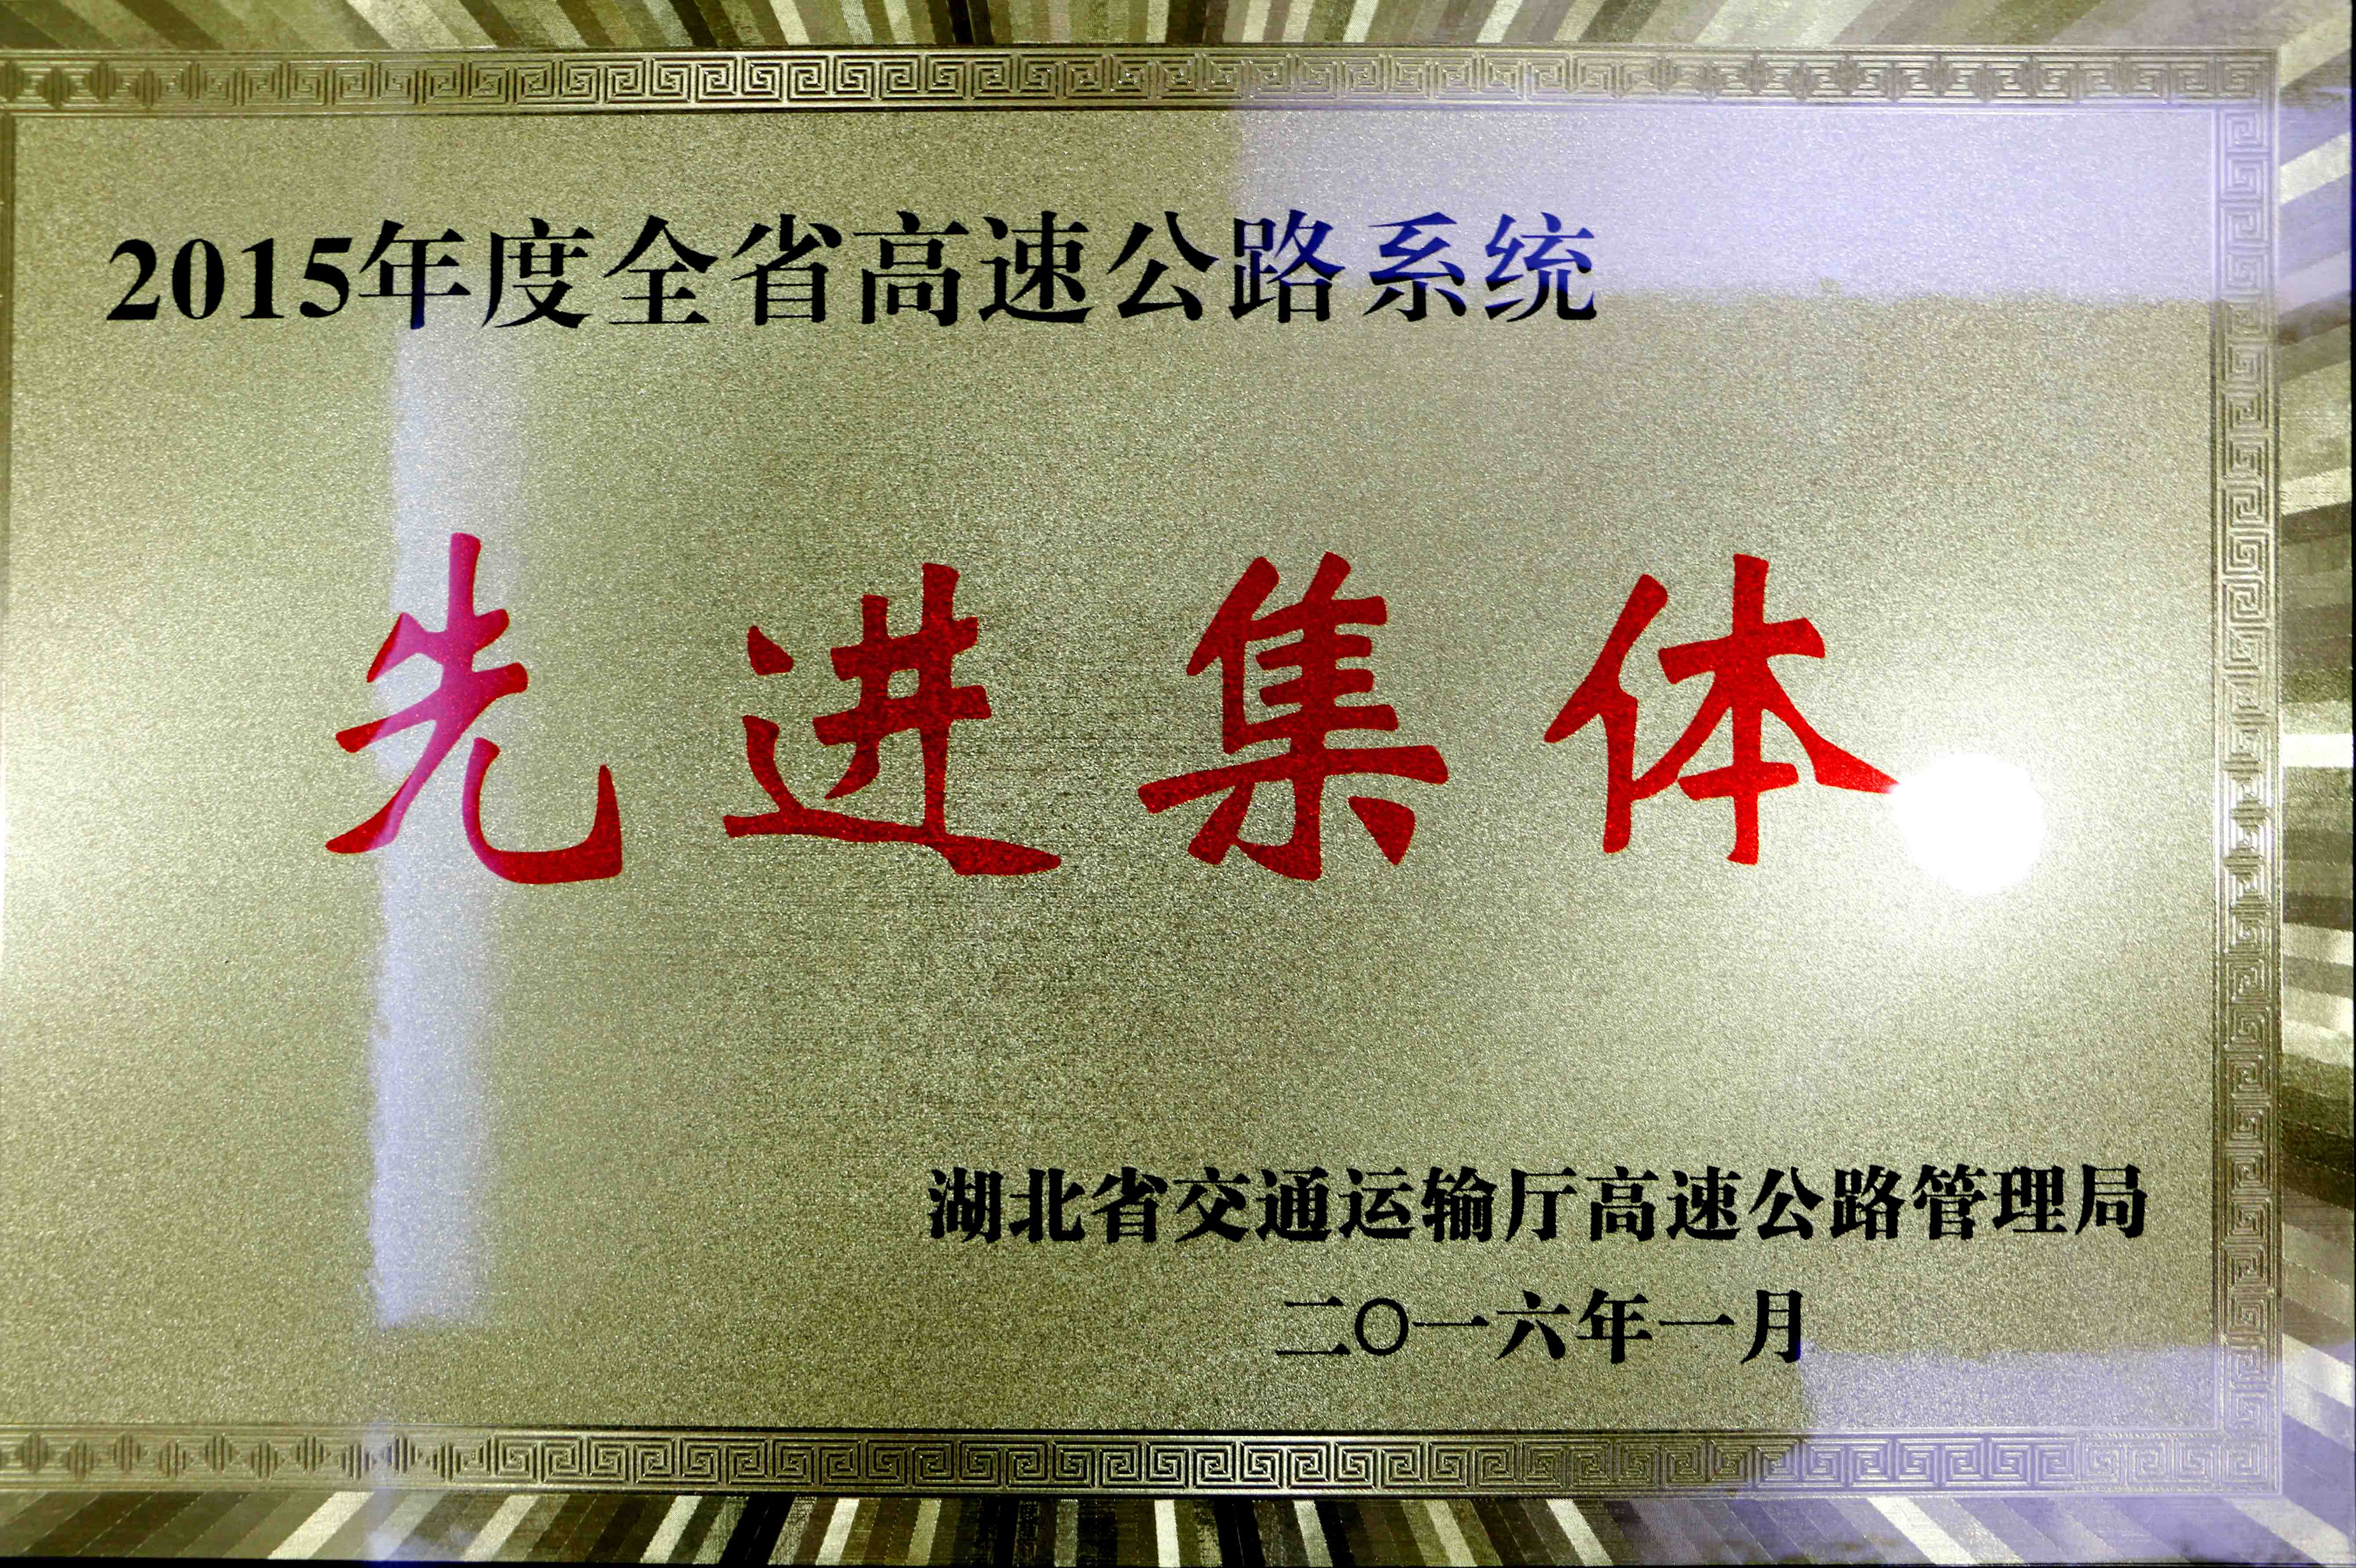 2015年度全省高速公路系统
先进集体
湖北省交通运输厅高速公路管理局
二〇一六年一月